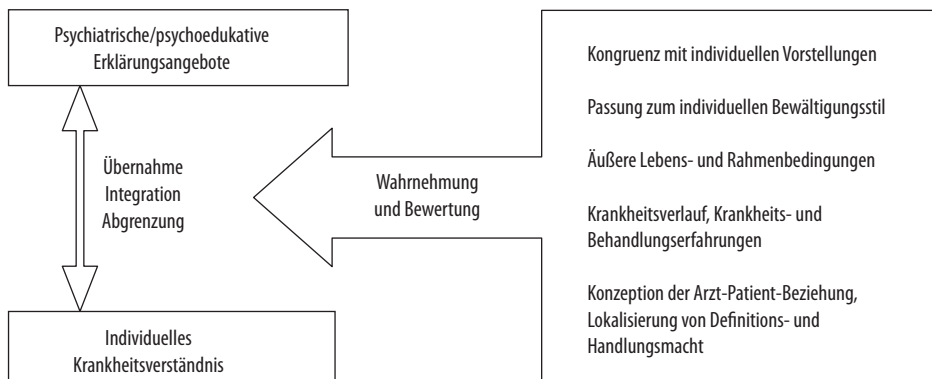 Psychiatrische/psychoedukative
Erklärungsangebote
Übernahme
Integration
Abgrenzung
Individuelles
Krankheitsverständnis
Wahrnehmung
und Bewertung
Kongruenz mit individuellen Vorstellungen
Passung zum individuellen Bewältigungsstil
Äußere Lebens- und Rahmenbedingungen
Krankheitsverlauf, Krankheits- und
Behandlungserfahrungen
Konzeption der Arzt-Patient-Beziehung,
Lokalisierung von Definitions- und
Handlungsmacht